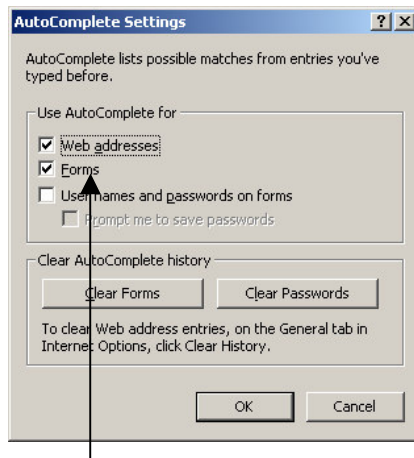 AutoComplete Settings
AutoComplete lists possible matches from entries you've
typed before.
Use AutoComplete for
Web addresses
Forms
User names and passwords on forms
Prompt me to save passwords
Clear AutoComplete history
Clear Forms
Clear Passwords
To clear Web address entries, on the General tab in
Internet Options, click Clear History.
OK
Cancel